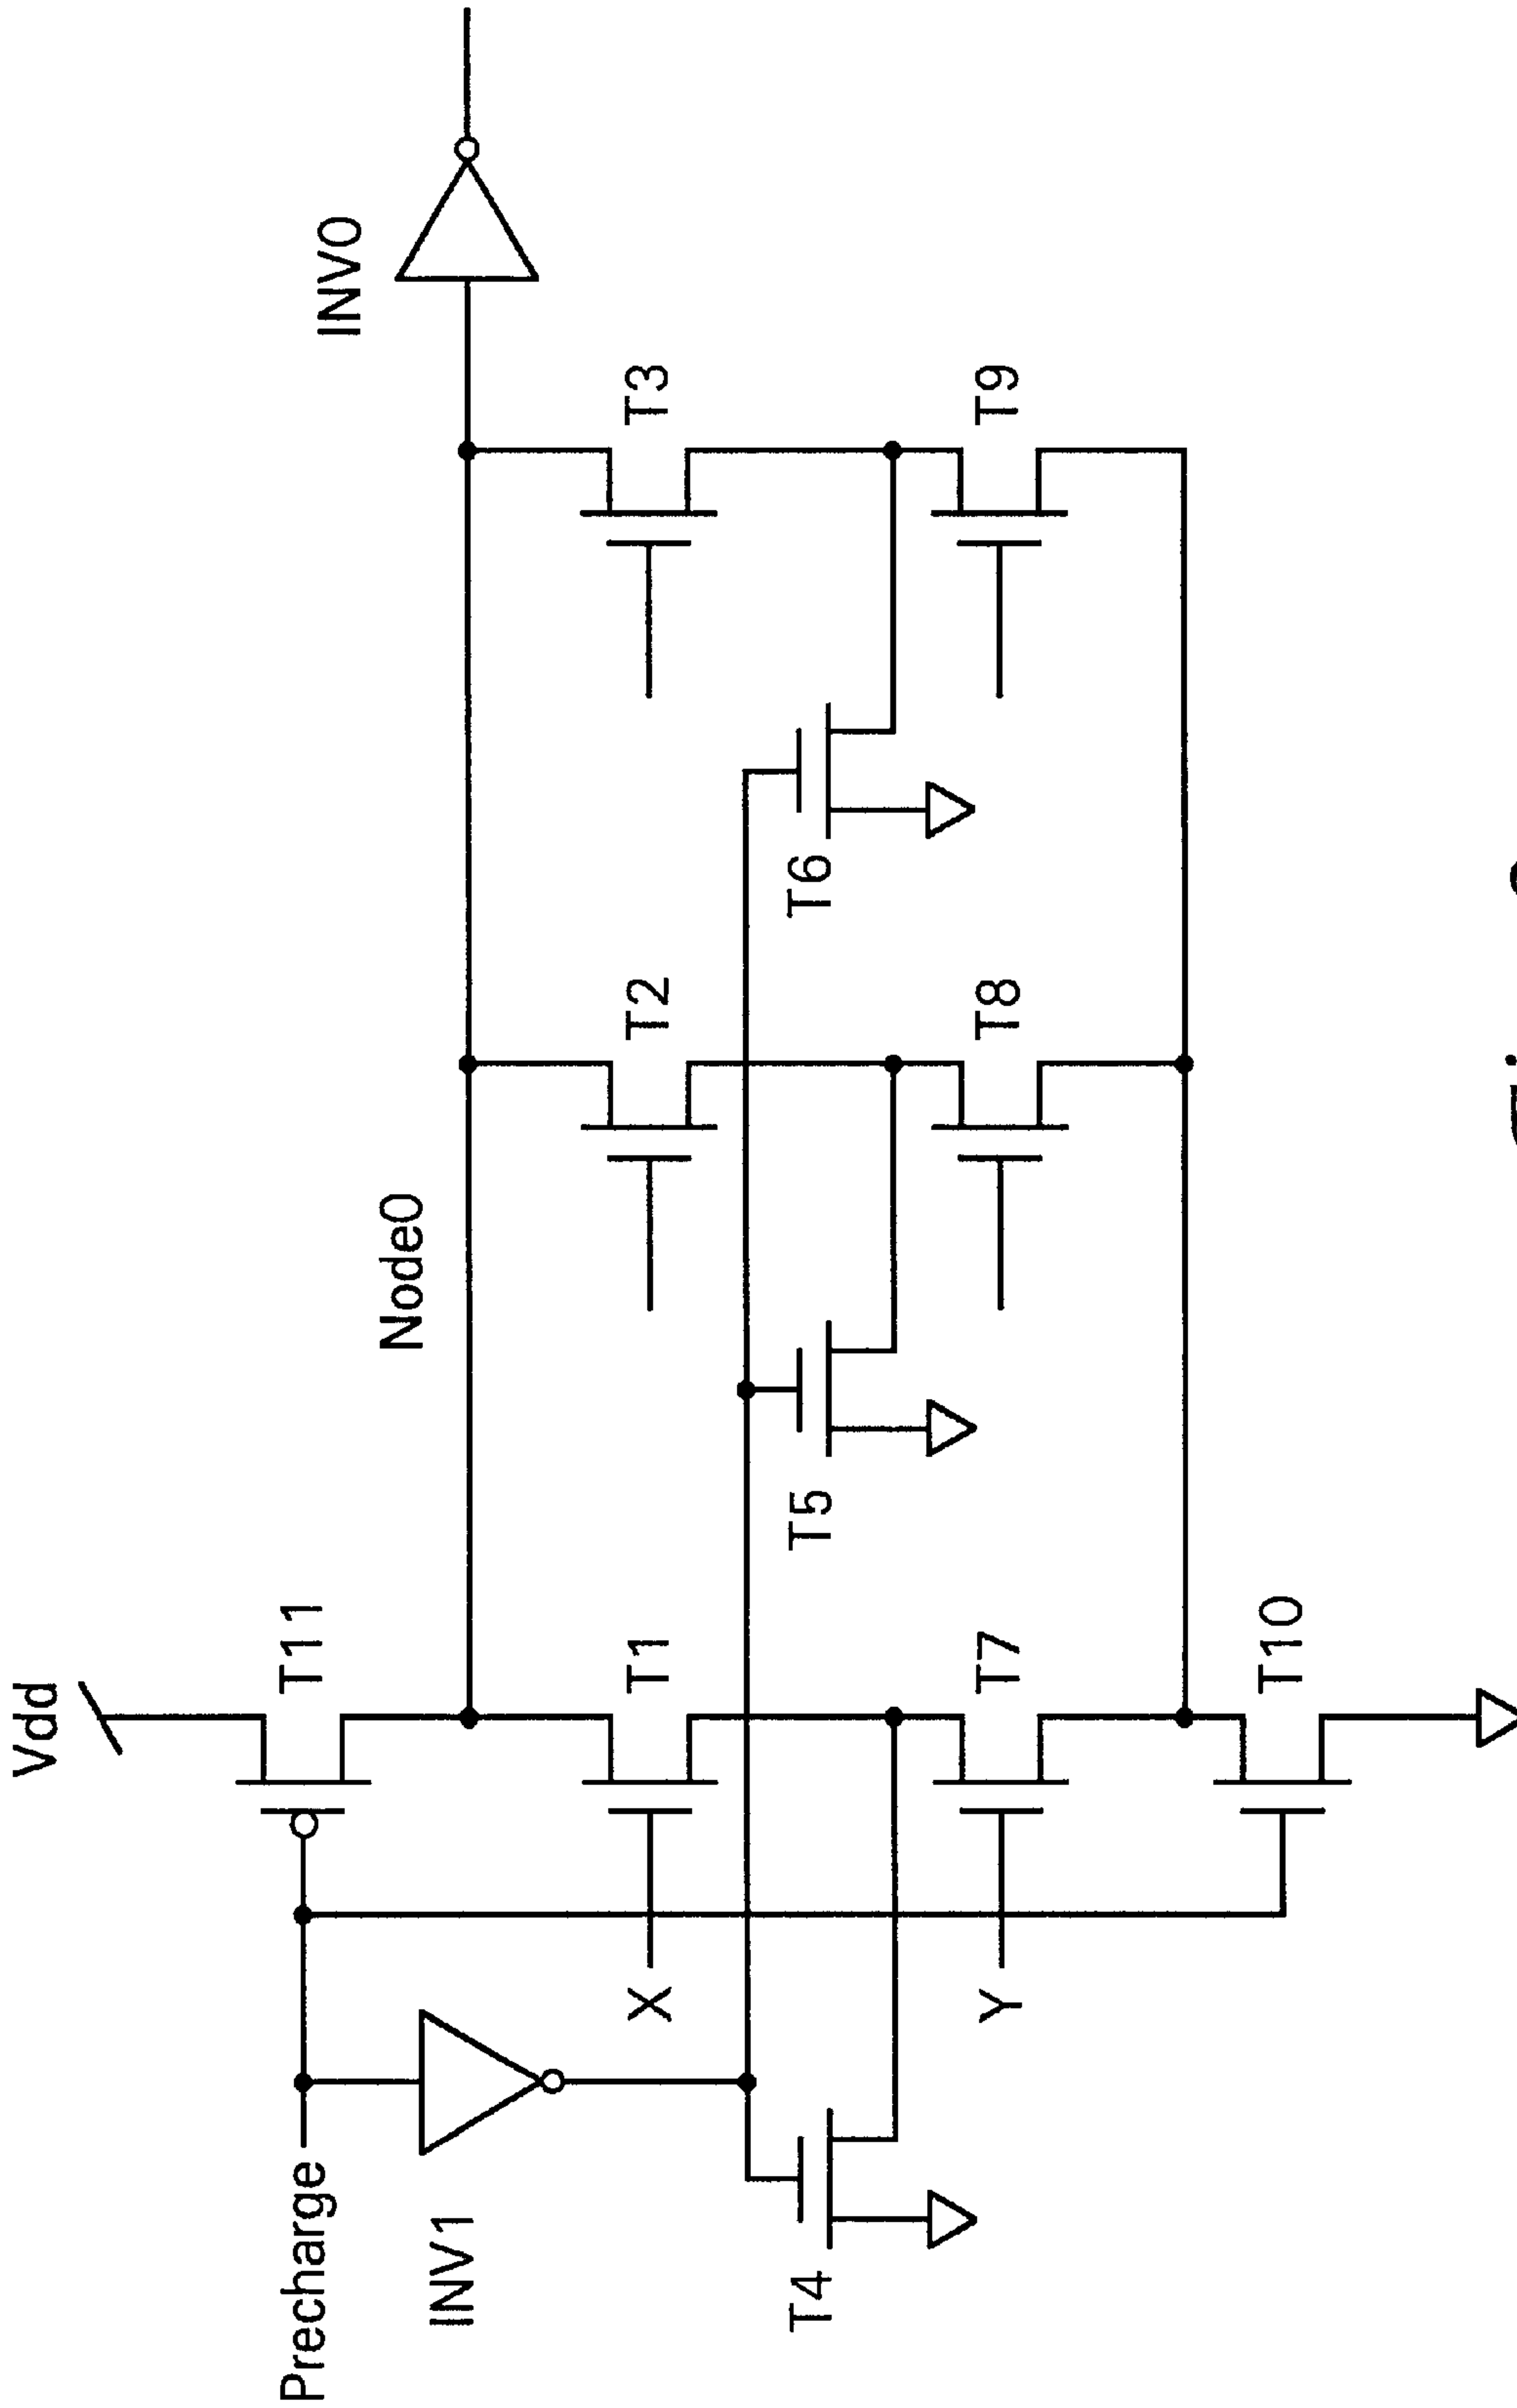 Vdd
Precharge
T11
INV1
Node0
INV0
X
T1
T2
T3
T4
T5
T6
Y
T7
T8
T9
T10